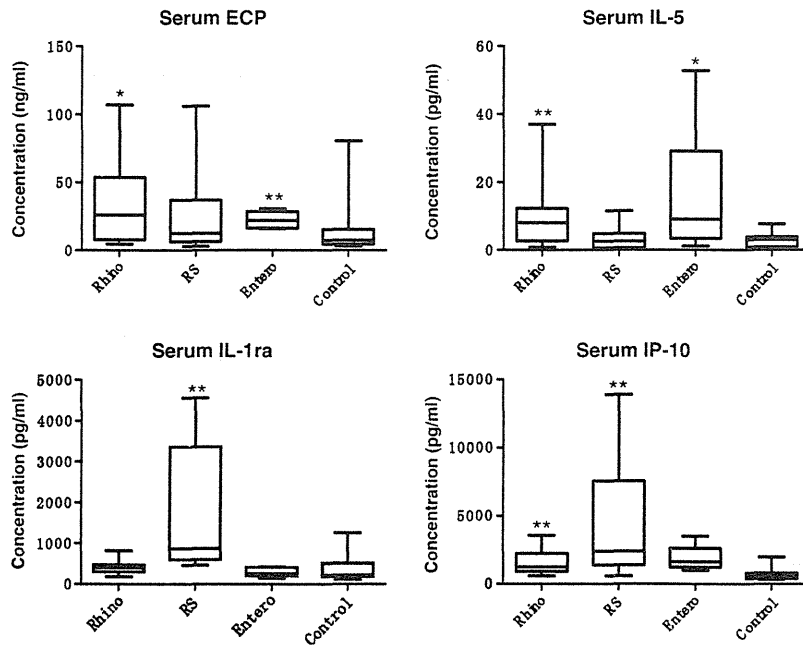 Serum ECP
Concentration (ng/ml)
150
100
50
0
*
**
Rhino
RS
Entero
Control
Serum IL-5
Concentration (pg/ml)
60
40
20
0
**
*
Rhino
RS
Entero
Control
Serum IL-1ra
Concentration (pg/ml)
5000
4000
3000
2000
1000
0
**
Rhino
RS
Entero
Control
Serum IP-10
Concentration (pg/ml)
15000
10000
5000
0
**
**
Rhino
RS
Entero
Control